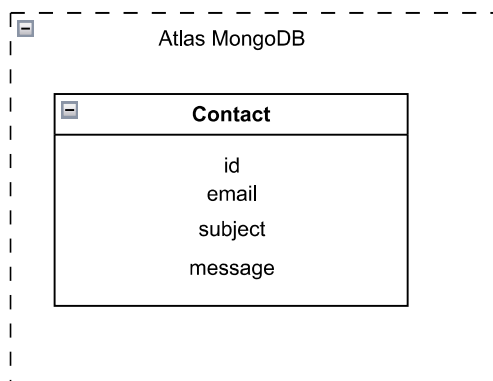 Atlas MongoDB
Contact
id
email
subject
message